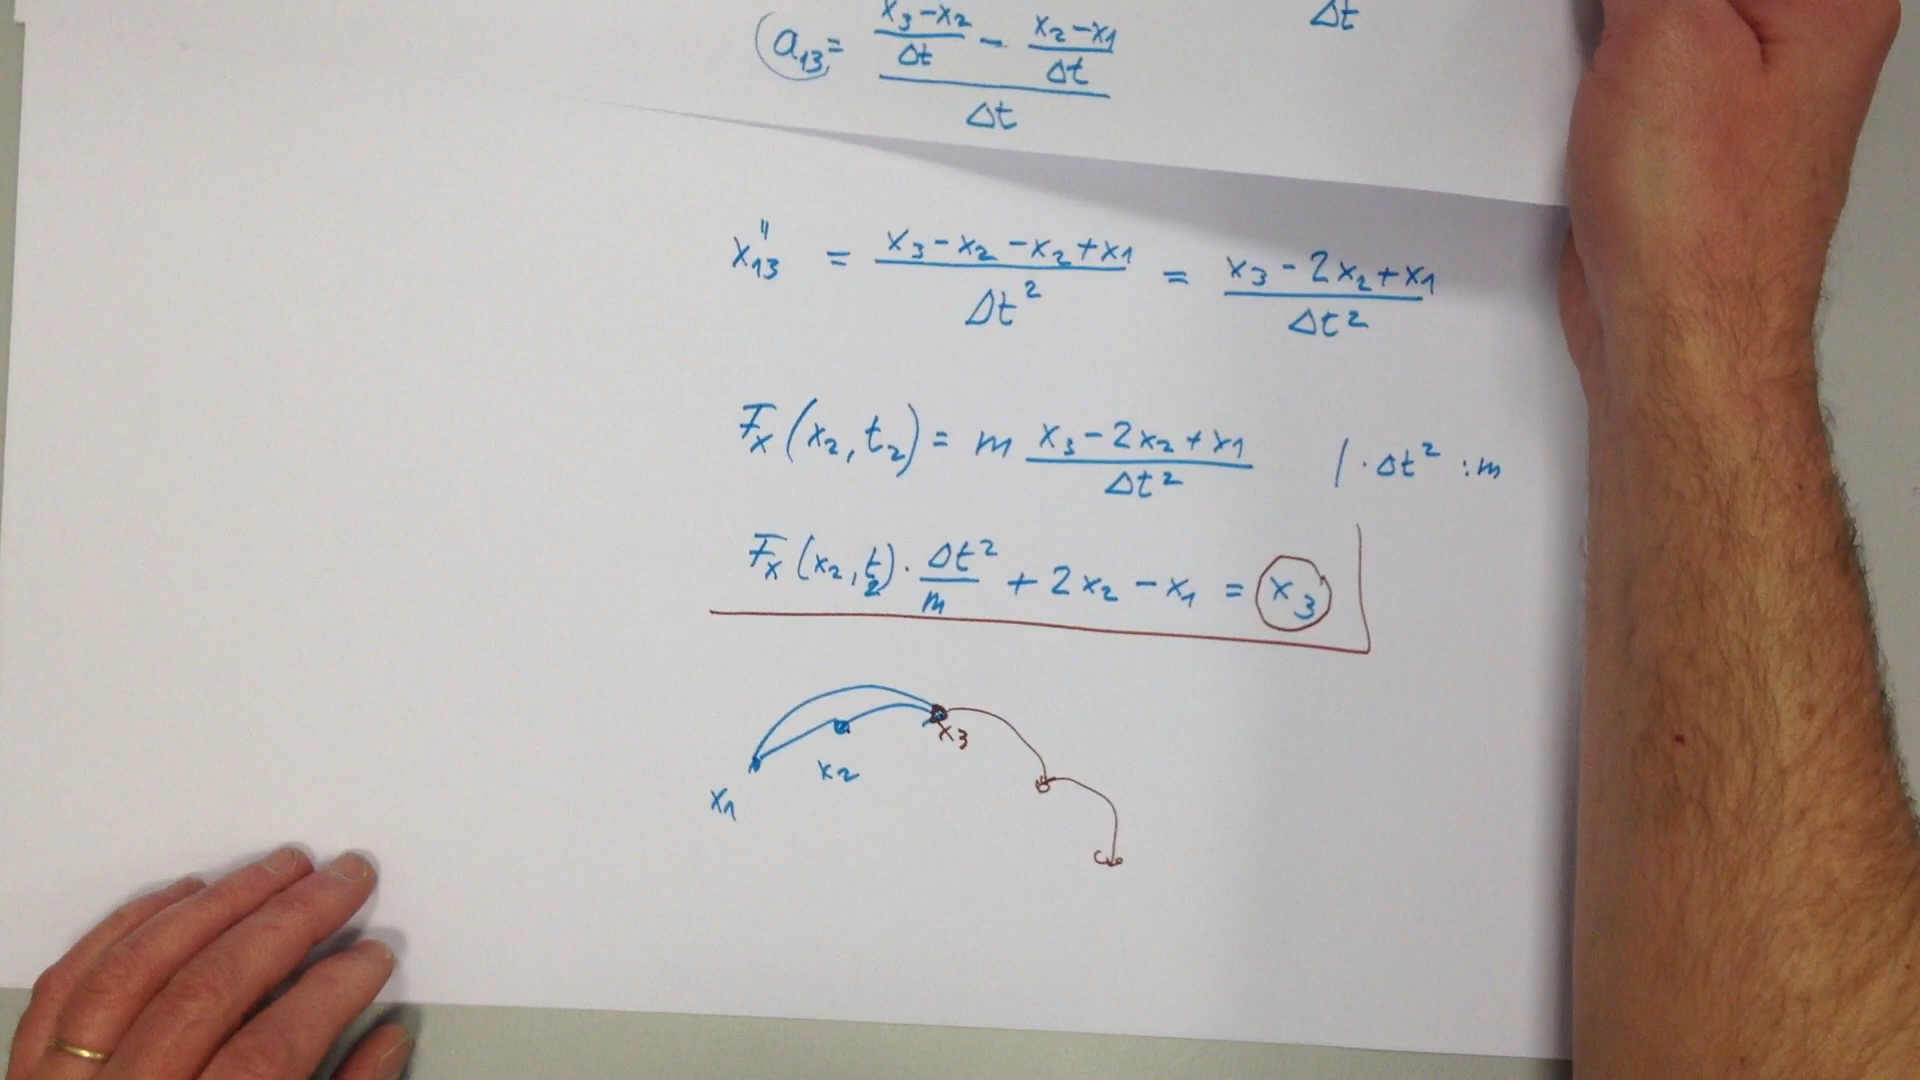 a₁₃ = ((x₃-x₂)/Δt - (x₂-x₁)/Δt)/Δt
Δt
x₁₃'' = (x₃-x₂-x₂+x₁)/Δt² = (x₃-2x₂+x₁)/Δt²
Fₓ(x₂,t₂) = m (x₃-2x₂+x₁)/Δt² / ·Δt² :m
Fₓ(x₂,t₂)·Δt²/m + 2x₂ - x₁ = x₃
x₃
x₂
x₁